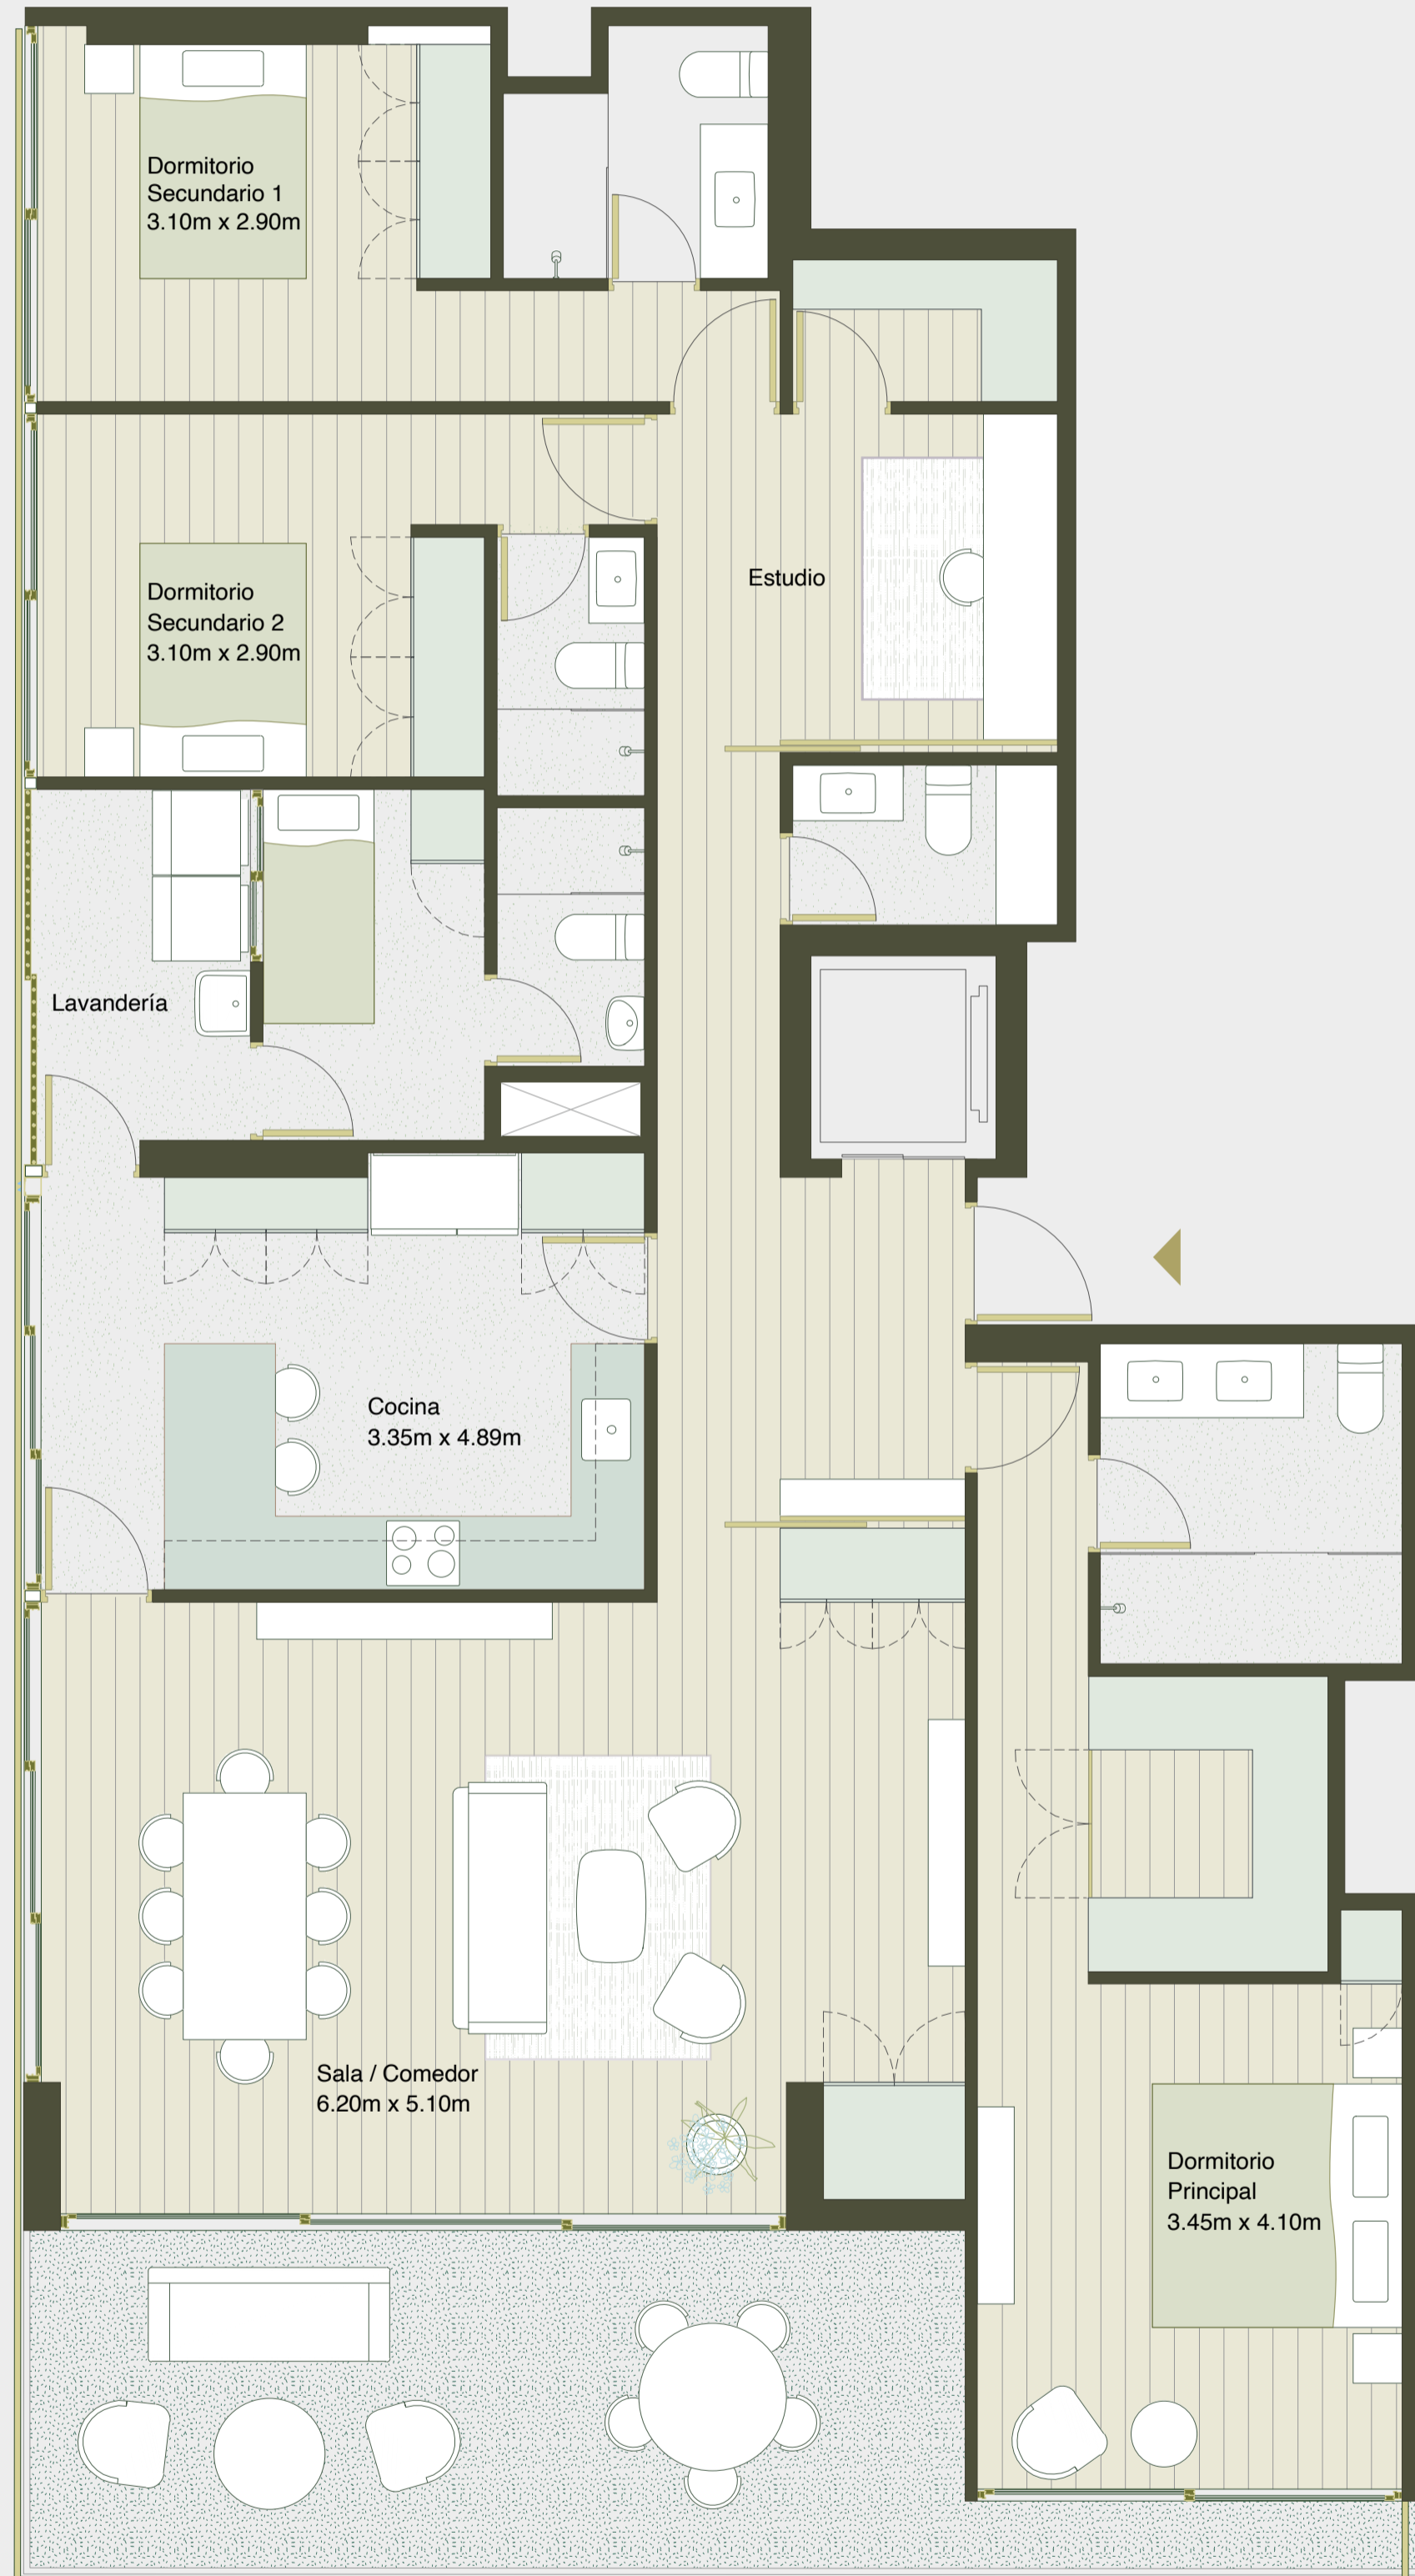 Dormitorio
Secundario 1
3.10m x 2.90m
Estudio
Dormitorio
Secundario 2
3.10m x 2.90m
Lavandería
Cocina
3.35m x 4.89m
Sala / Comedor
6.20m x 5.10m
Dormitorio
Principal
3.45m x 4.10m